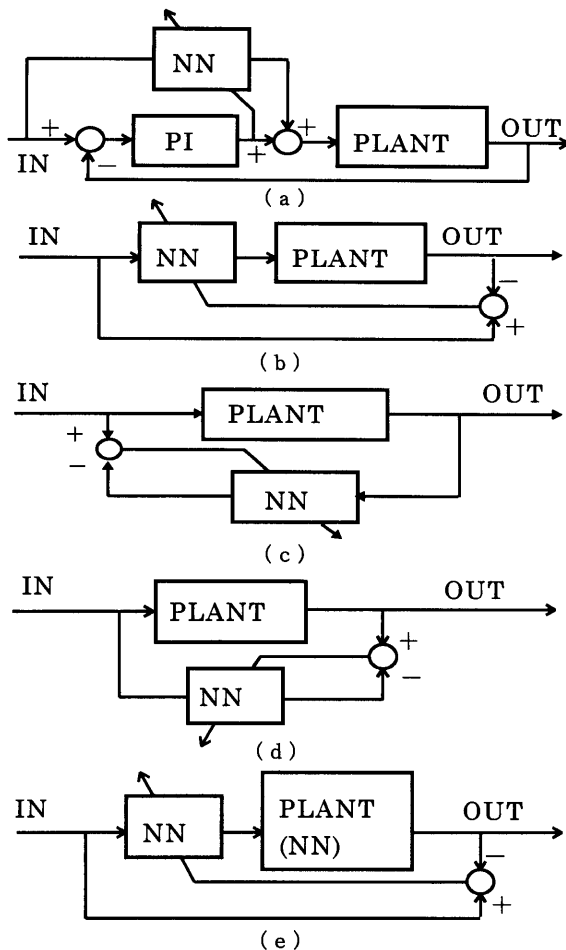 NN
+ + +
PI PLANT OUT
IN − +
(a)
IN OUT
NN PLANT
−
+
(b)
IN OUT
PLANT
+
−
NN
(c)
IN OUT
PLANT
+
NN −
(d)
IN PLANT OUT
NN (NN)
−
+
(e)